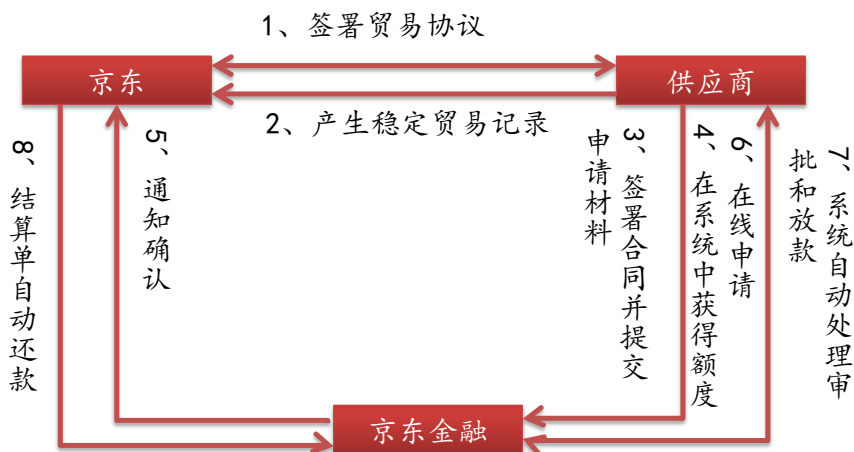 1、签署贸易协议
京东
供应商
2、产生稳定贸易记录
3、签署合同并提交
申请材料
4、在系统中获得额度
5、通知确认
6、在线申请
7、系统自动处理审
批和放款
8、结算单自动还款
京东金融